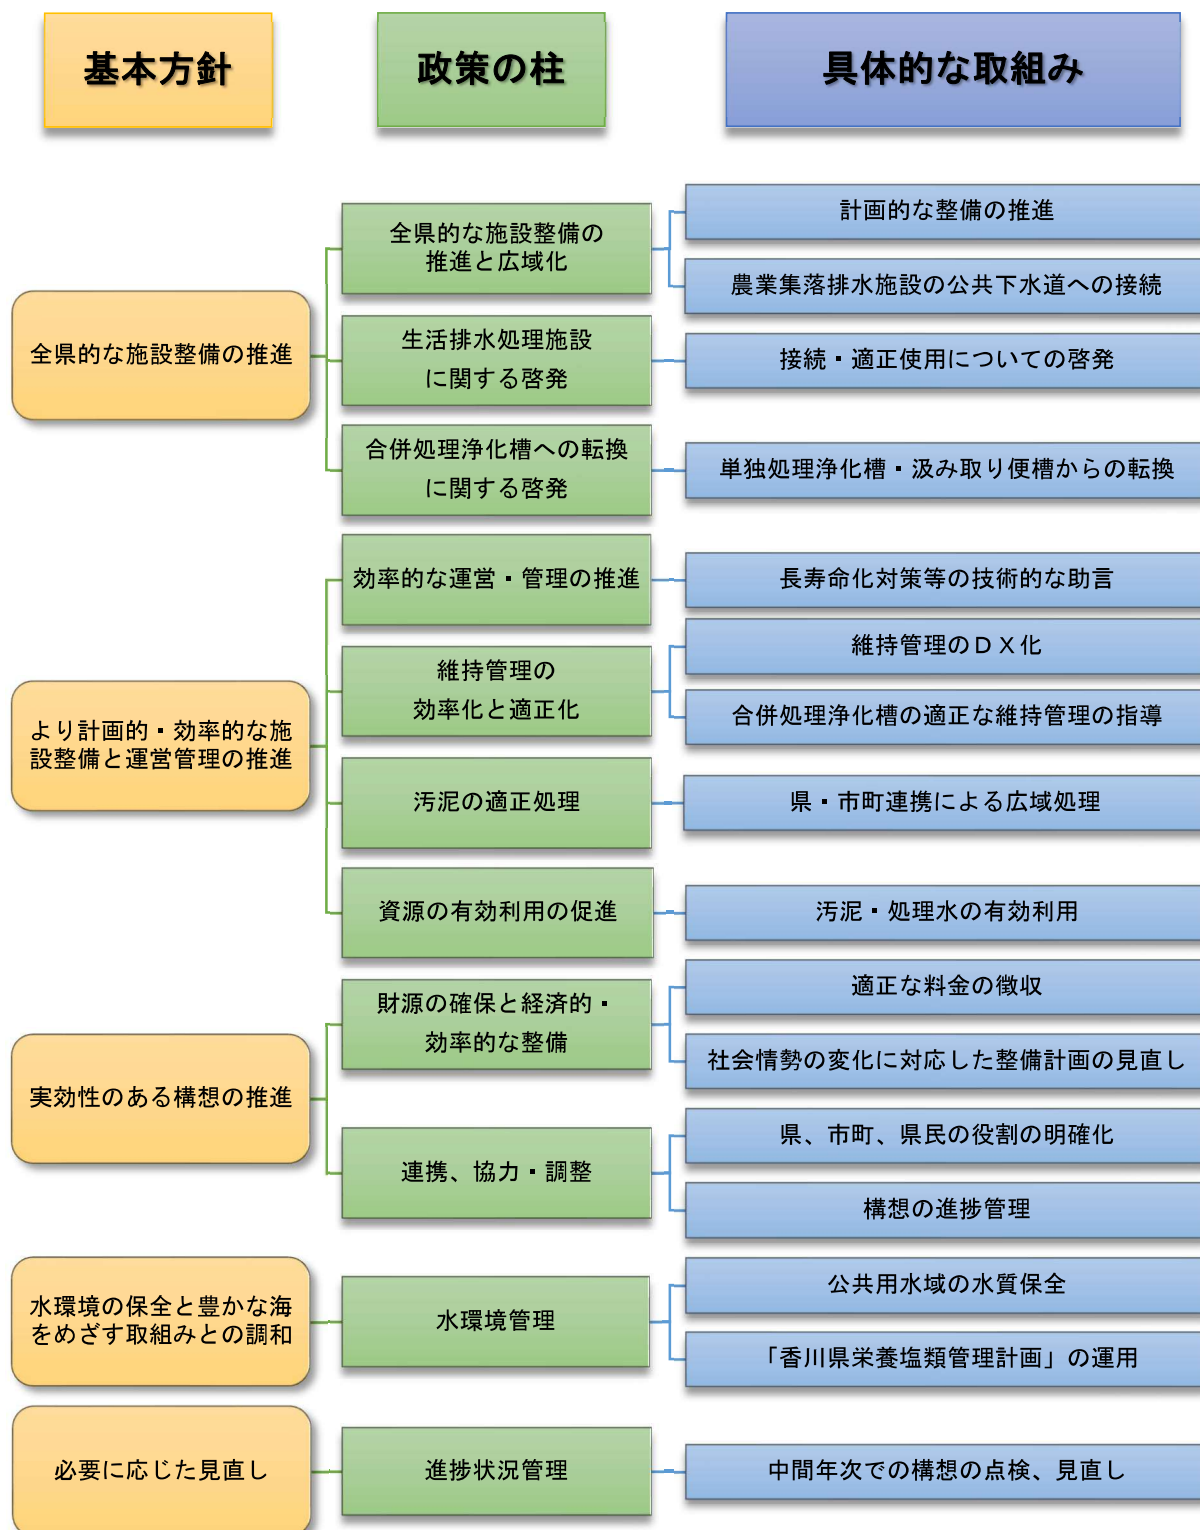 基本方針
政策の柱
具体的な取組み
全県的な施設整備の推進
全県的な施設整備の
推進と広域化
計画的な整備の推進
農業集落排水施設の公共下水道への接続
生活排水処理施設
に関する啓発
接続・適正使用についての啓発
合併処理浄化槽への転換
に関する啓発
単独処理浄化槽・汲み取り便槽からの転換
より計画的・効率的な施
設整備と運営管理の推進
効率的な運営・管理の推進
長寿命化対策等の技術的な助言
維持管理の
効率化と適正化
維持管理のＤＸ化
合併処理浄化槽の適正な維持管理の指導
汚泥の適正処理
県・市町連携による広域処理
資源の有効利用の促進
汚泥・処理水の有効利用
実効性のある構想の推進
財源の確保と経済的・
効率的な整備
適正な料金の徴収
社会情勢の変化に対応した整備計画の見直し
連携、協力・調整
県、市町、県民の役割の明確化
構想の進捗管理
水環境の保全と豊かな海
をめざす取組みとの調和
水環境管理
公共用水域の水質保全
「香川県栄養塩類管理計画」の運用
必要に応じた見直し
進捗状況管理
中間年次での構想の点検、見直し